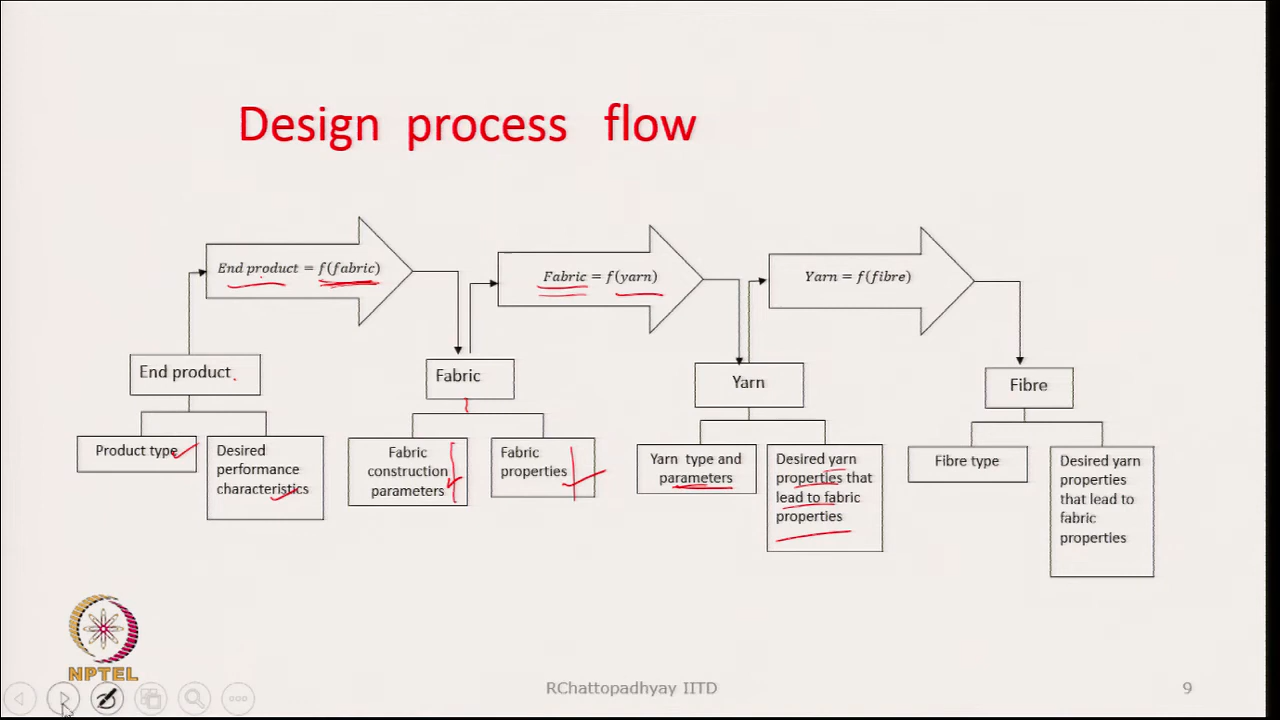 Design process flow
End product = f(fabric)
Fabric = f(yarn)
Yarn = f(fibre)
End product
Fabric
Yarn
Fibre
Product type
Desired
performance
characteristics
Fabric
construction
parameters
Fabric
properties
Yarn type and
parameters
Desired yarn
properties that
lead to fabric
properties
Fibre type
Desired yarn
properties
that lead to
fabric
properties
NPTEL
RChattopadhyay IITD
9